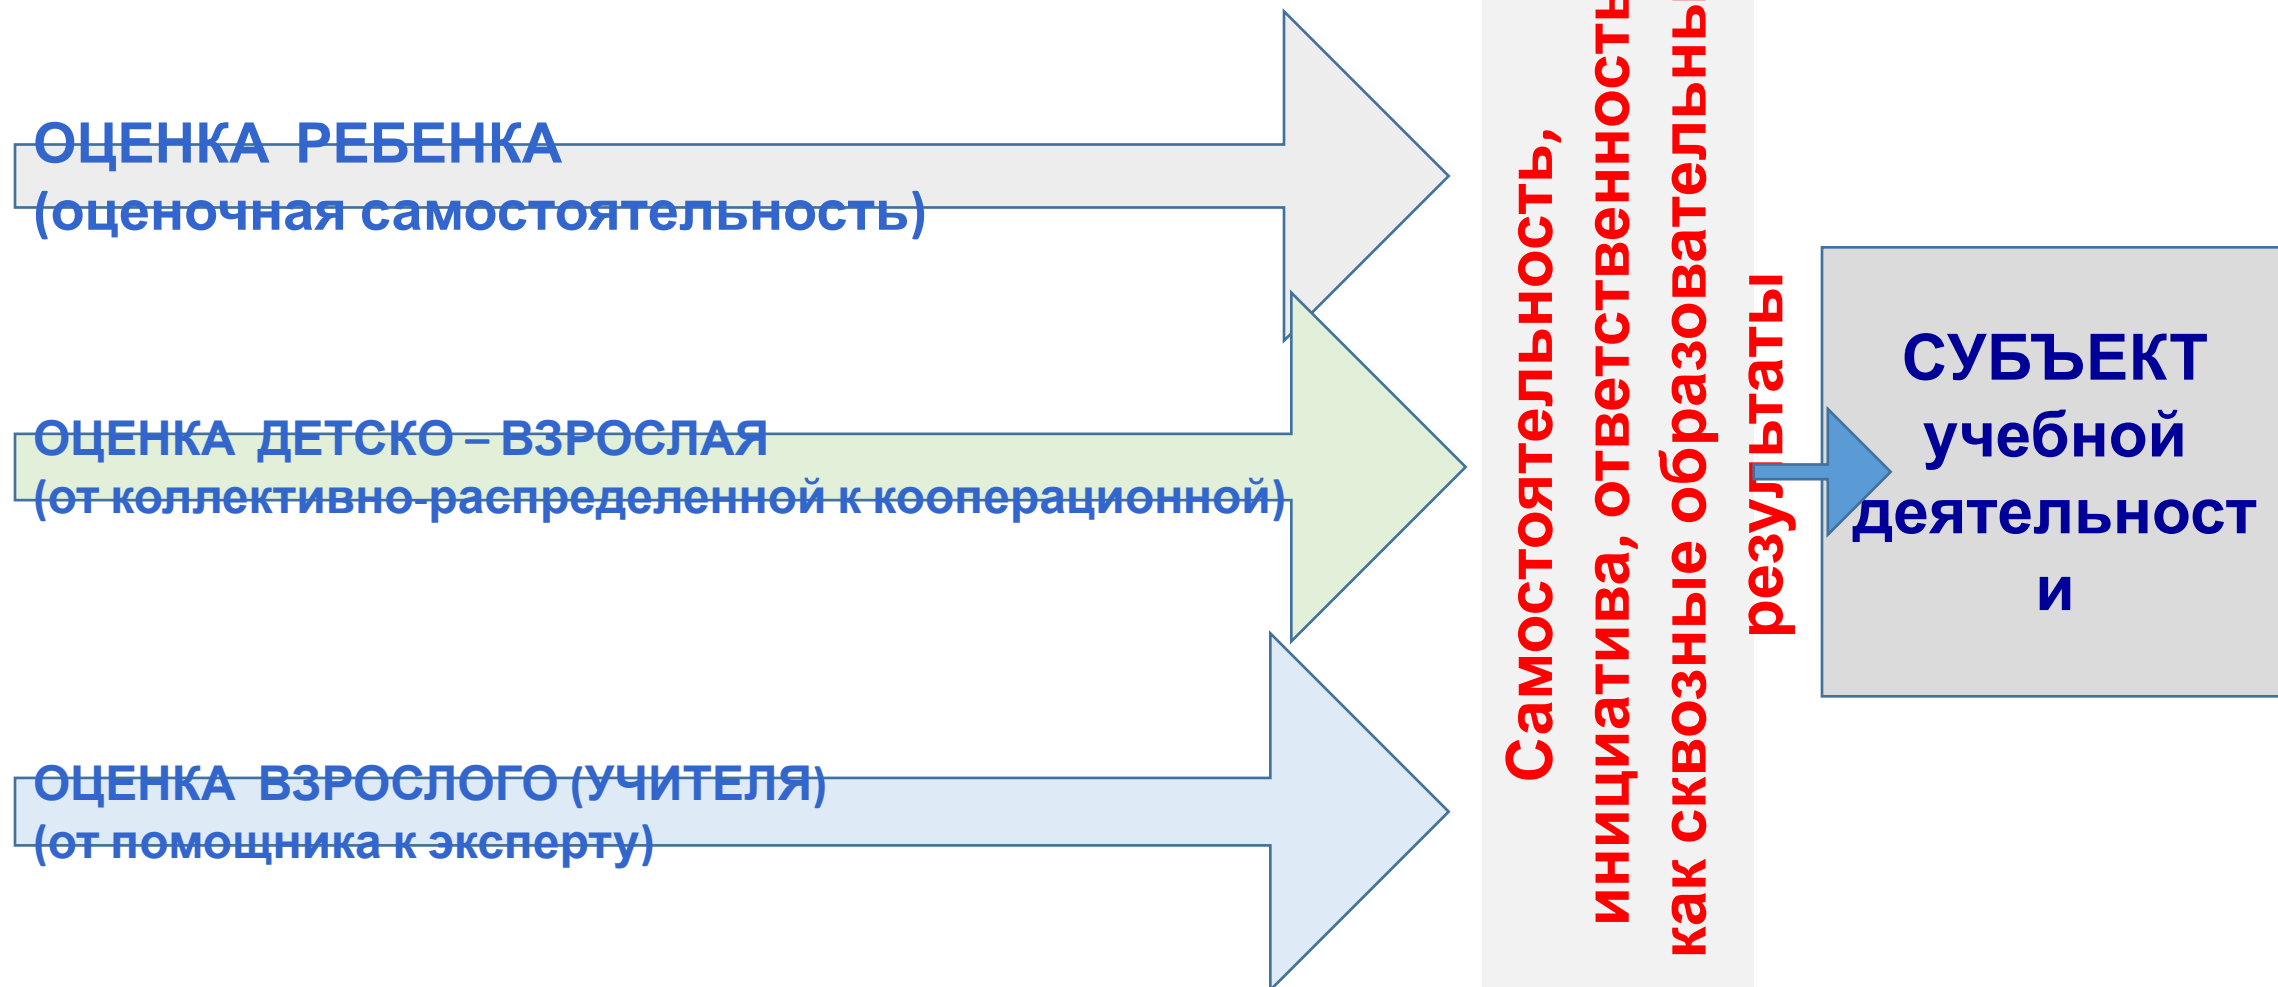 ОЦЕНКА РЕБЕНКА
(оценочная самостоятельность)
ОЦЕНКА ДЕТСКО – ВЗРОСЛАЯ
(от коллективно-распределенной к кооперационной)
ОЦЕНКА ВЗРОСЛОГО (УЧИТЕЛЯ)
(от помощника к эксперту)
Самостоятельность,
инициатива, ответственность
как сквозные образовательны
результаты
СУБЪЕКТ
учебной
деятельност
и